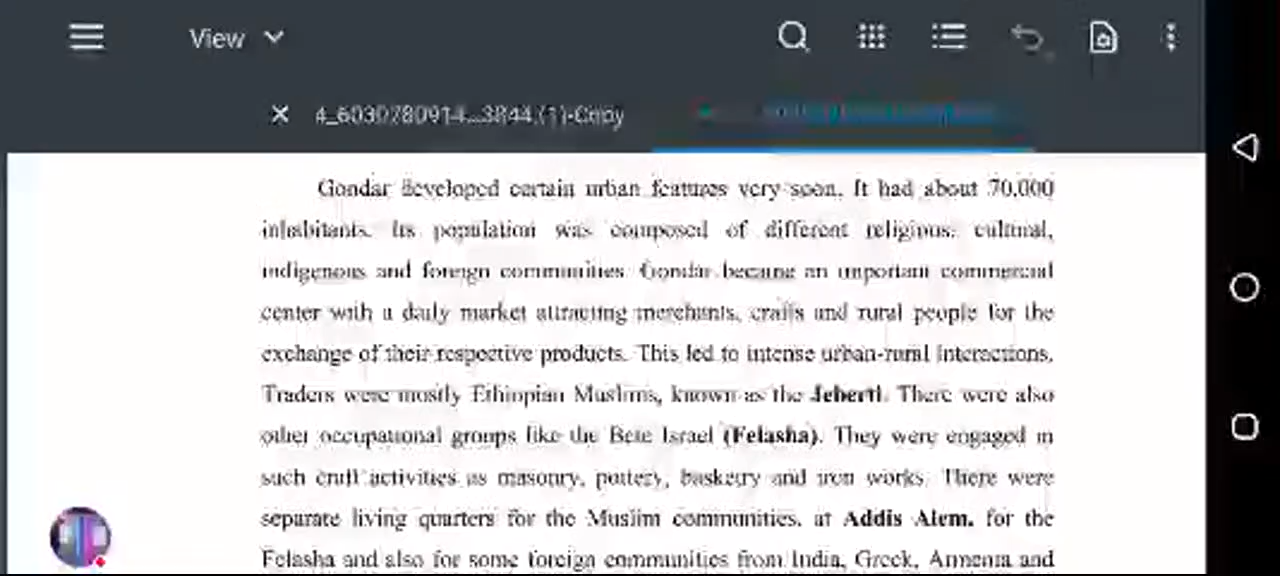 View
4_6030780914...3844.(1)-Copy
Gondar developed certain urban features very soon. It had about 70,000
inhabitants. Its population was composed of different religious, cultural,
indigenous and foreign communities. Gondar became an important commercial
center with a daily market attracting merchants, crafts and rural people for the
exchange of their respective products. This led to intense urban-rural interactions.
Traders were mostly Ethiopian Muslims, known as the Jeberti. There were also
other occupational groups like the Bete Israel (Felasha). They were engaged in
such craft activities as masonry, pottery, basketry and iron works. There were
separate living quarters for the Muslim communities, at Addis Alem, for the
Felasha and also for some foreign communities from India, Greek, Armenia and